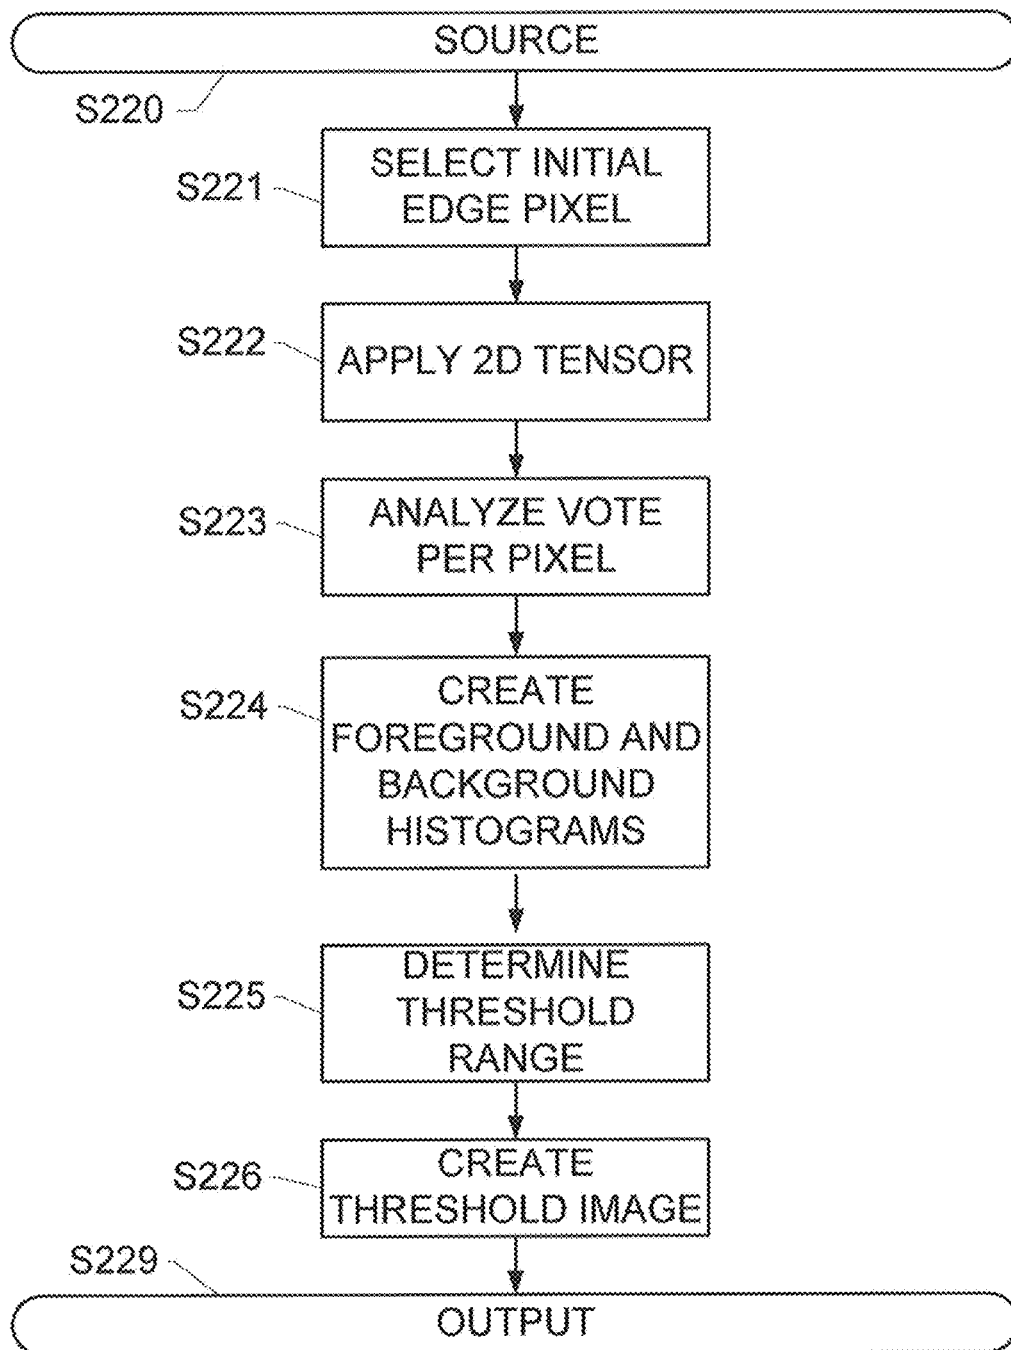 SOURCE
S220
S221
SELECT INITIAL
EDGE PIXEL
S222
APPLY 2D TENSOR
S223
ANALYZE VOTE
PER PIXEL
S224
CREATE
FOREGROUND AND
BACKGROUND
HISTOGRAMS
S225
DETERMINE
THRESHOLD
RANGE
S226
CREATE
THRESHOLD IMAGE
S229
OUTPUT